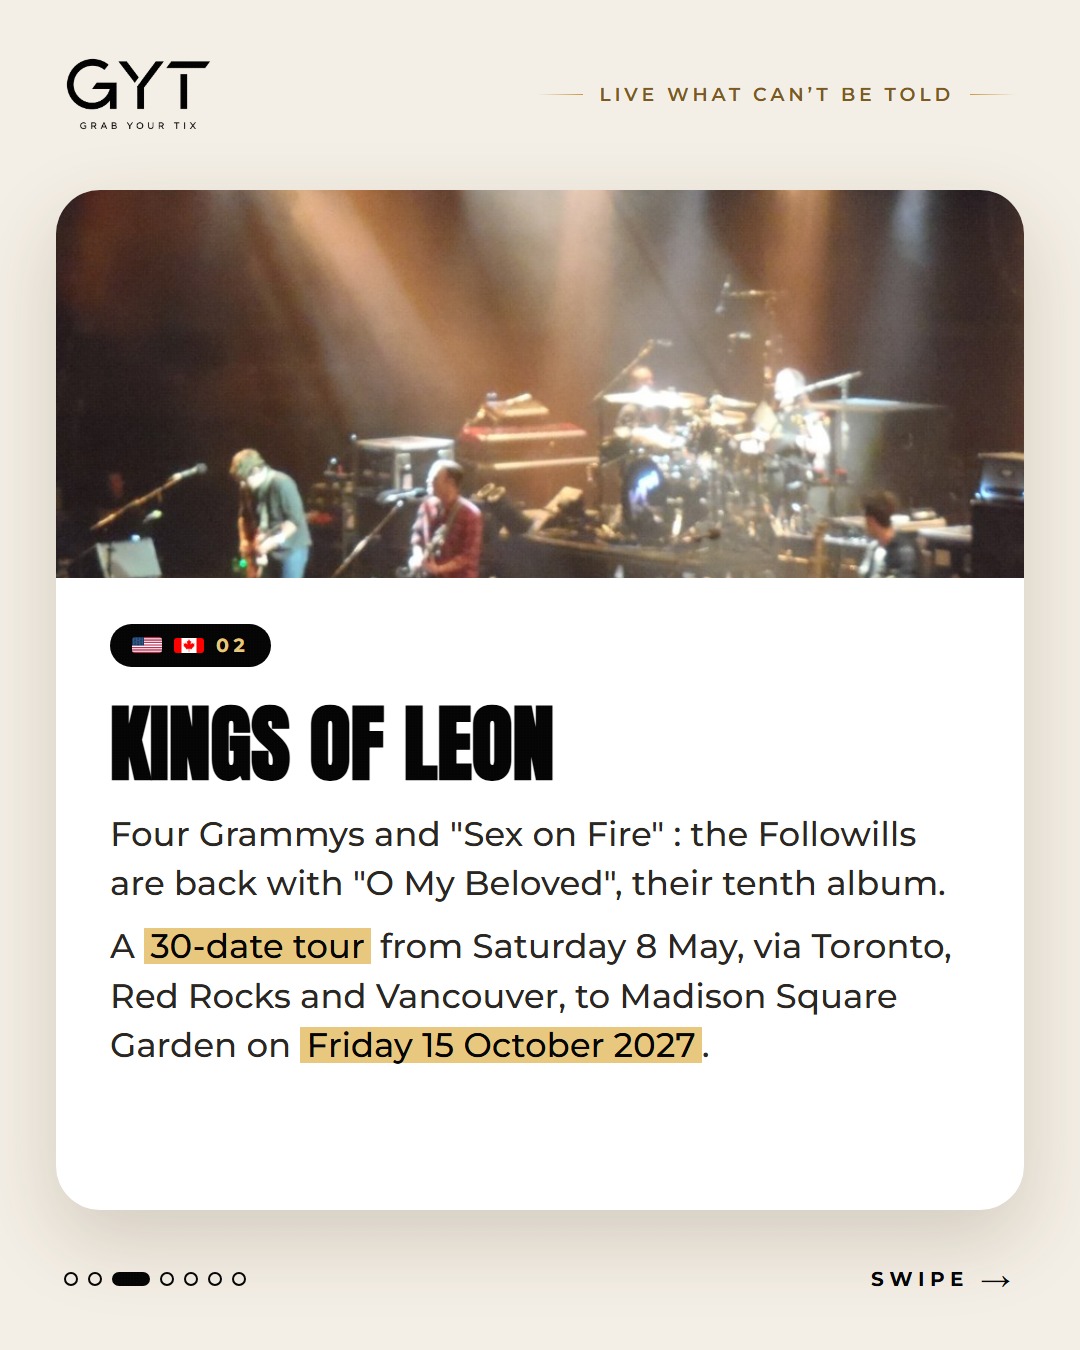 GYT
GRAB YOUR TIX
LIVE WHAT CAN'T BE TOLD
02
KINGS OF LEON
Four Grammys and "Sex on Fire" : the Followills
are back with "O My Beloved", their tenth album.
A 30-date tour from Saturday 8 May, via Toronto,
Red Rocks and Vancouver, to Madison Square
Garden on Friday 15 October 2027.
SWIPE →